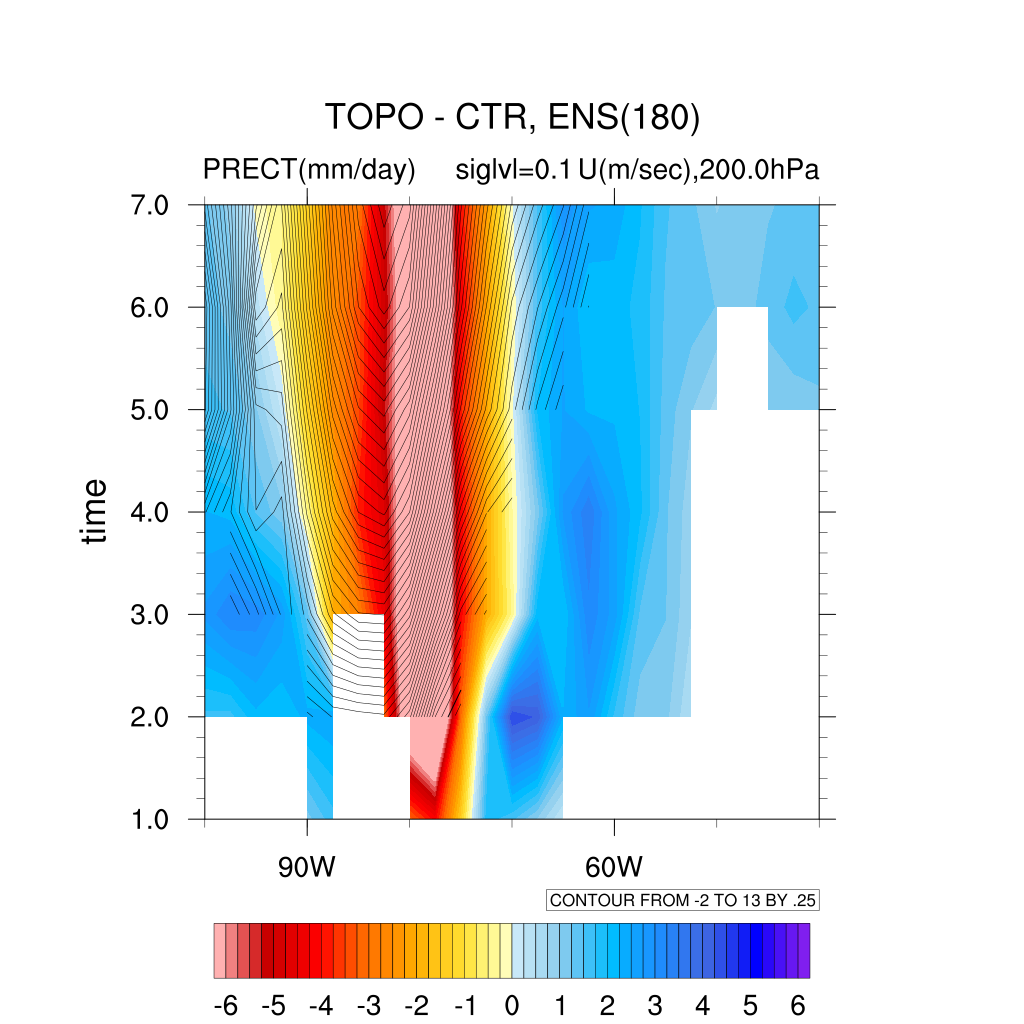 TOPO - CTR, ENS(180)
PRECT(mm/day) siglvl=0.1 U(m/sec),200.0hPa
7.0
6.0
5.0
4.0
3.0
2.0
1.0
time
90W 60W
CONTOUR FROM -2 TO 13 BY .25
-6 -5 -4 -3 -2 -1 0 1 2 3 4 5 6